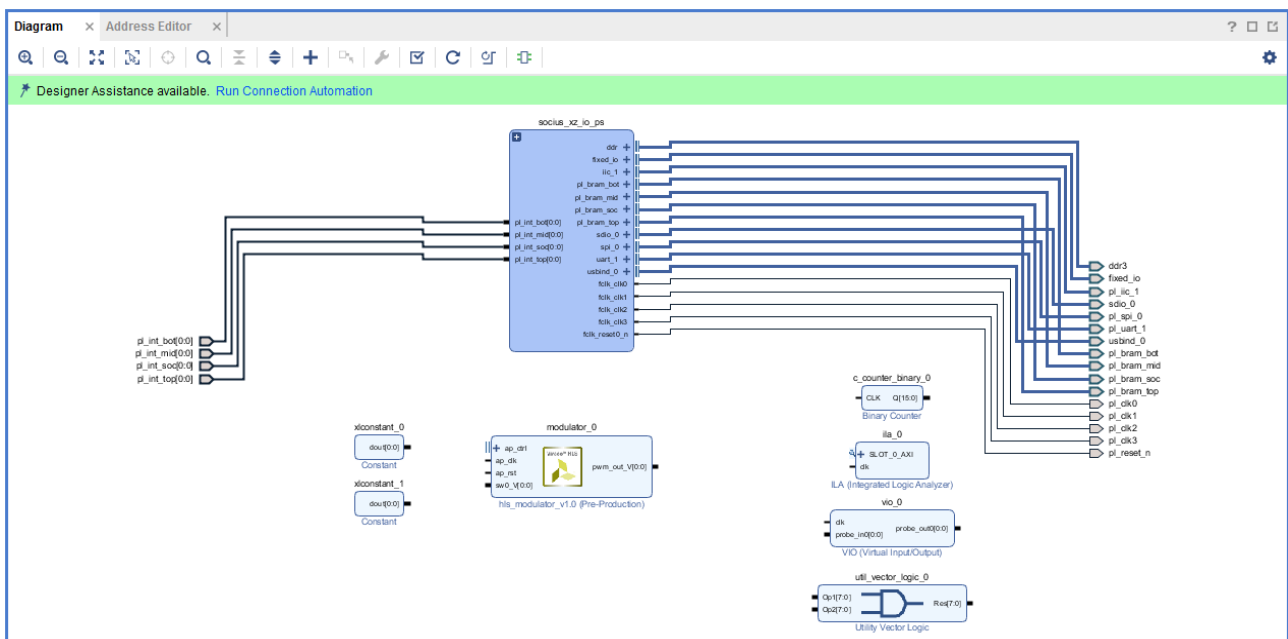 Diagram × Address Editor ×
Designer Assistance available. Run Connection Automation
socius_xz_io_ps
ddr
fixed_io
iic_1
pl_bram_bot
pl_bram_mid
pl_bram_soc
pl_int_bot[0:0] pl_bram_top
pl_int_mid[0:0] sdio_0
pl_int_soc[0:0] spi_0
pl_int_top[0:0] uart_1
usbind_0
fclk_clk0
fclk_clk1
fclk_clk2
fclk_clk3
fclk_reset0_n
pl_int_bot[0:0]
pl_int_mid[0:0]
pl_int_soc[0:0]
pl_int_top[0:0]
ddr3
fixed_io
pl_iic_1
sdio_0
pl_spi_0
pl_uart_1
usbind_0
pl_bram_bot
pl_bram_mid
pl_bram_soc
pl_bram_top
pl_clk0
pl_clk1
pl_clk2
pl_clk3
pl_reset_n
xlconstant_0
dout[0:0]
Constant
xlconstant_1
dout[0:0]
Constant
modulator_0
ap_ctrl
ap_clk
ap_rst
sw0_V[0:0]
pwm_out_V[0:0]
hls_modulator_v1.0 (Pre-Production)
c_counter_binary_0
CLK Q[15:0]
Binary Counter
ila_0
SLOT_0_AXI
clk
ILA (Integrated Logic Analyzer)
vio_0
clk
probe_in0[0:0]
probe_out0[0:0]
VIO (Virtual Input/Output)
util_vector_logic_0
Op1[7:0]
Op2[7:0]
Res[7:0]
Utility Vector Logic